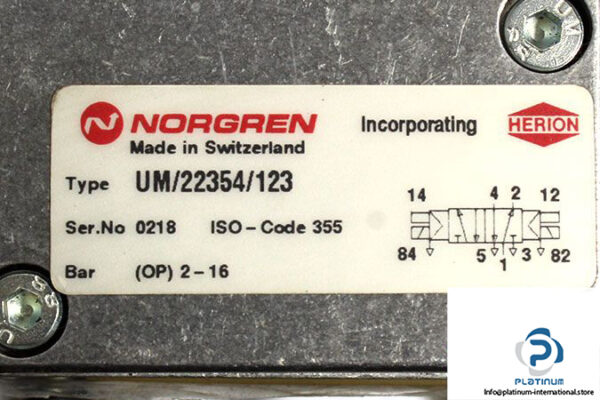 NORGREN
Incorporating HERION
Made in Switzerland
Type UM/22354/123
Ser.No 0218 ISO-Code 355
Bar (OP) 2-16
14 4 2 12
84 5 1 3 82
PLATINUM
Info@platinum-international.store